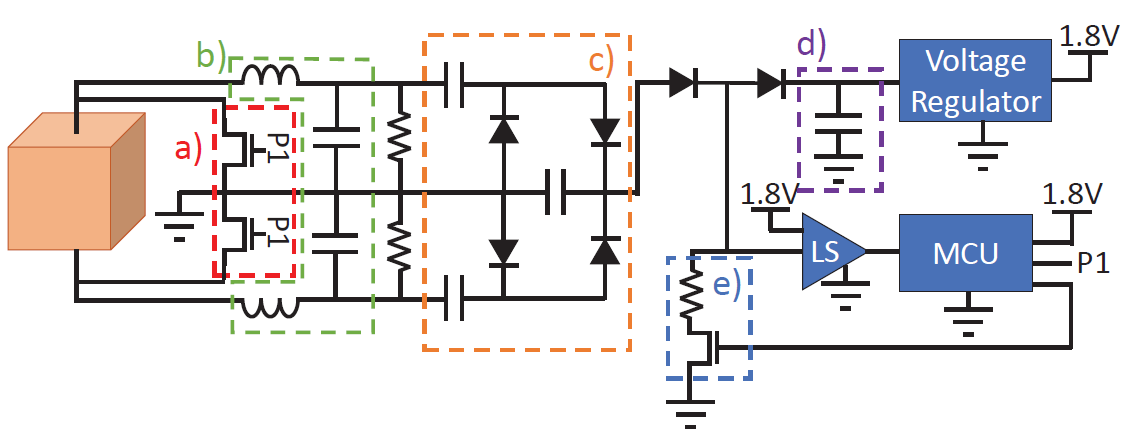 b)
c)
d)
Voltage
Regulator
1.8V
a)
P1
P1
1.8V
LS
MCU
1.8V
P1
e)